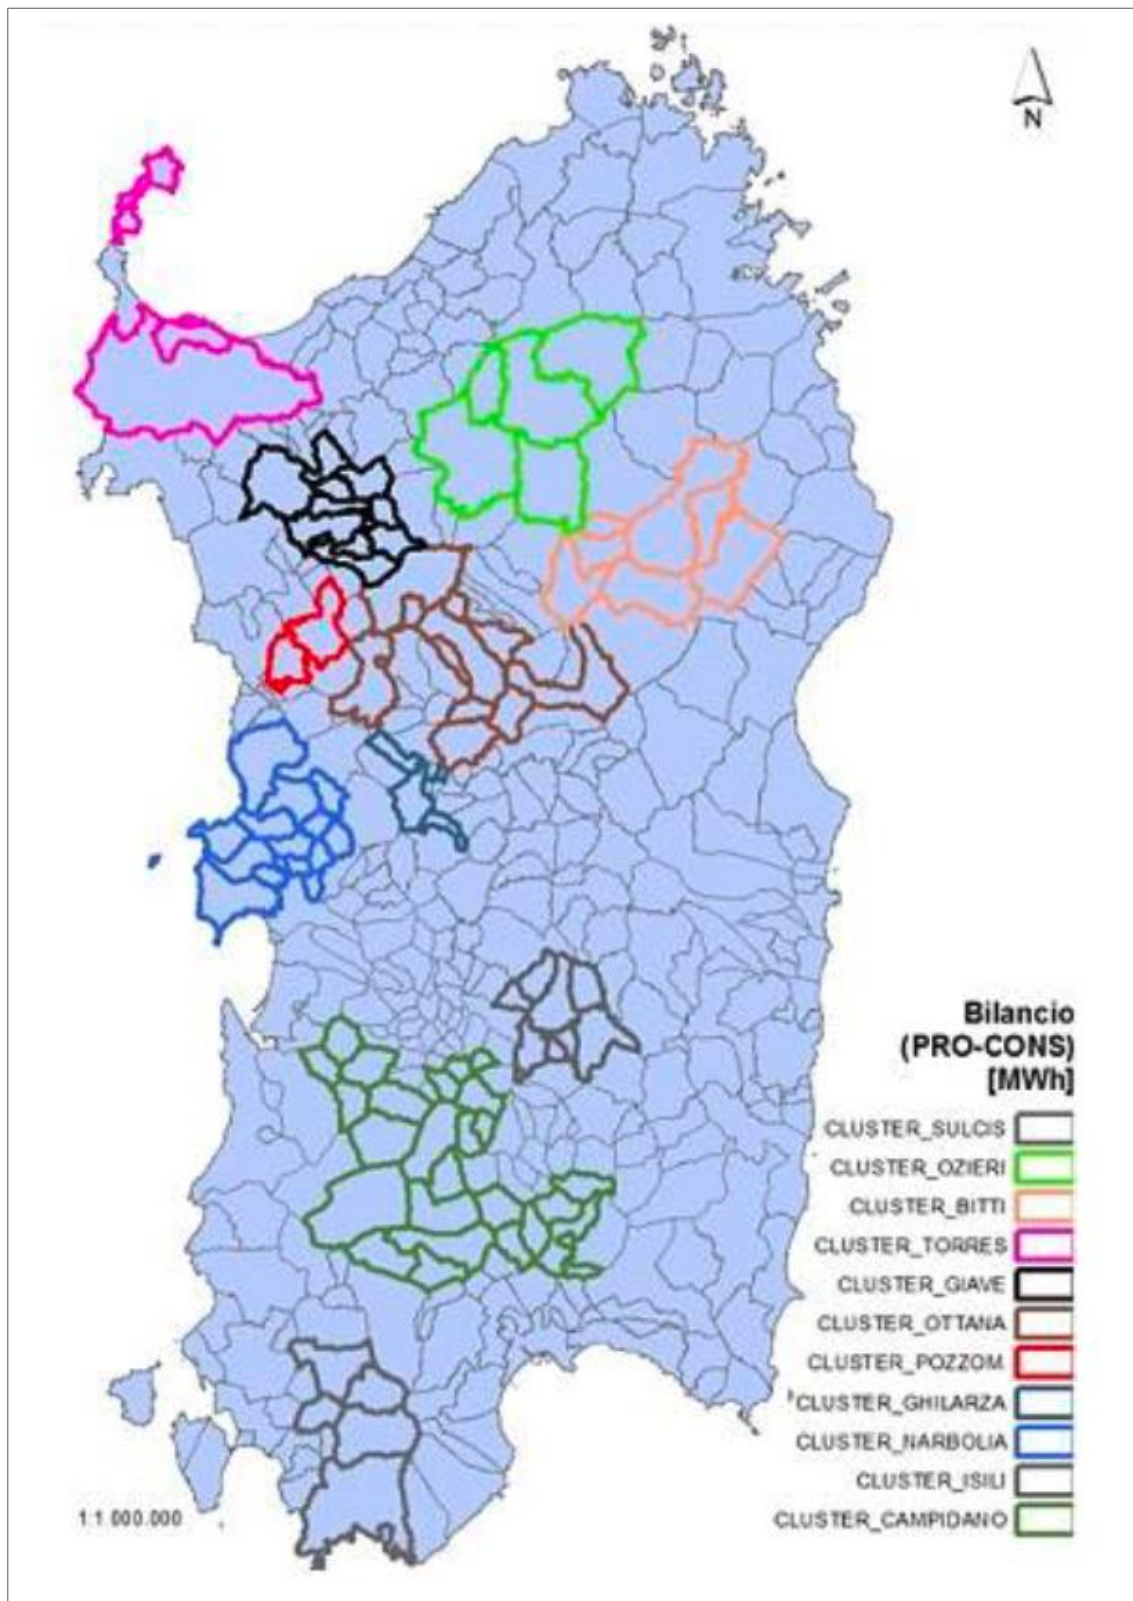 N
Bilancio
(PRO-CONS)
[MWh]
CLUSTER_SULCIS
CLUSTER_OZIERI
CLUSTER_BITTI
CLUSTER_TORRES
CLUSTER_GIAVE
CLUSTER_OTTANA
CLUSTER_POZZOM
CLUSTER_GHILARZA
CLUSTER_NARBOLIA
CLUSTER_ISILI
CLUSTER_CAMPIDANO
1:1.000.000